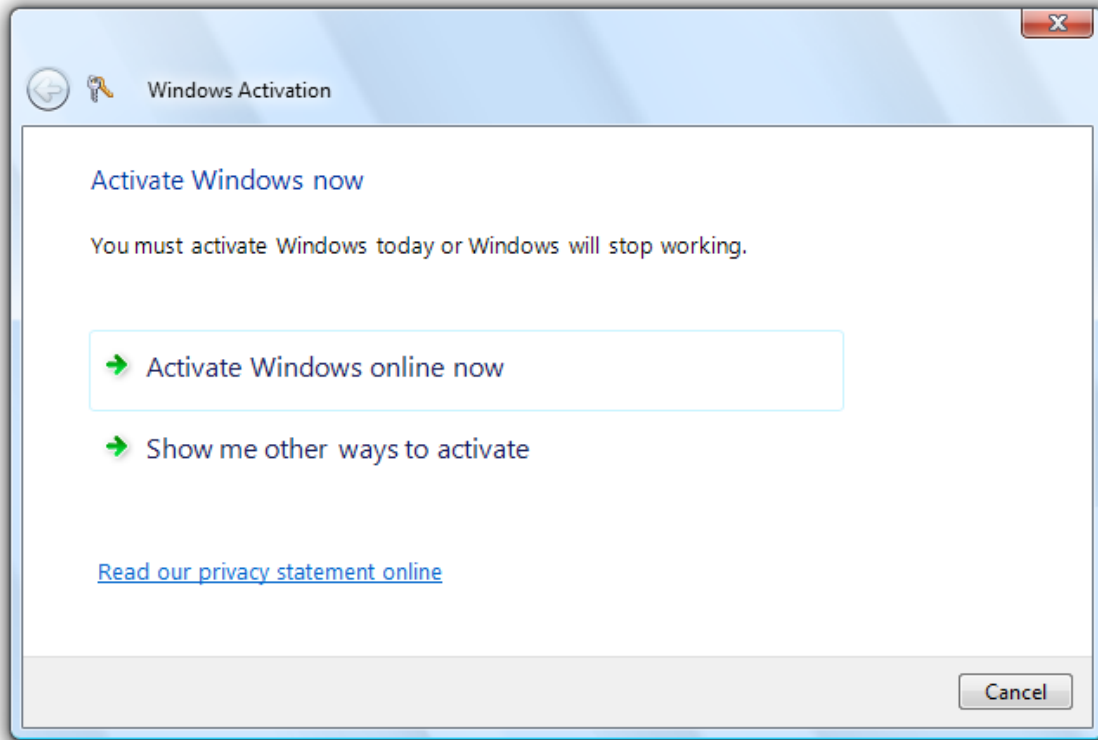 X
Windows Activation
Activate Windows now
You must activate Windows today or Windows will stop working.
Activate Windows online now
Show me other ways to activate
Read our privacy statement online
Cancel